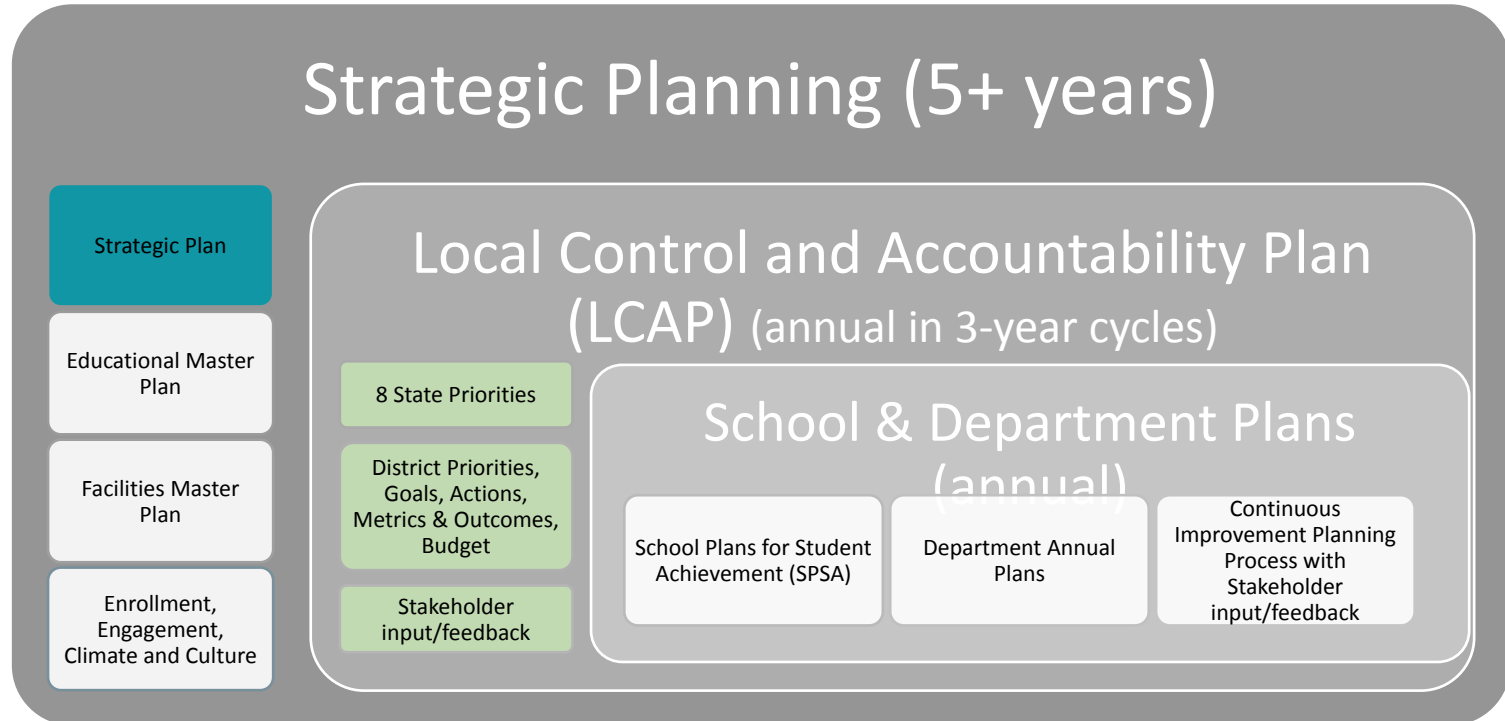 Strategic Planning (5+ years)
Strategic Plan
Educational Master
Plan
Facilities Master
Plan
Enrollment,
Engagement,
Climate and Culture
Local Control and Accountability Plan
(LCAP) (annual in 3-year cycles)
8 State Priorities
District Priorities,
Goals, Actions,
Metrics & Outcomes,
Budget
Stakeholder
input/feedback
School & Department Plans
(annual)
School Plans for Student
Achievement (SPSA)
Department Annual
Plans
Continuous
Improvement Planning
Process with
Stakeholder
input/feedback